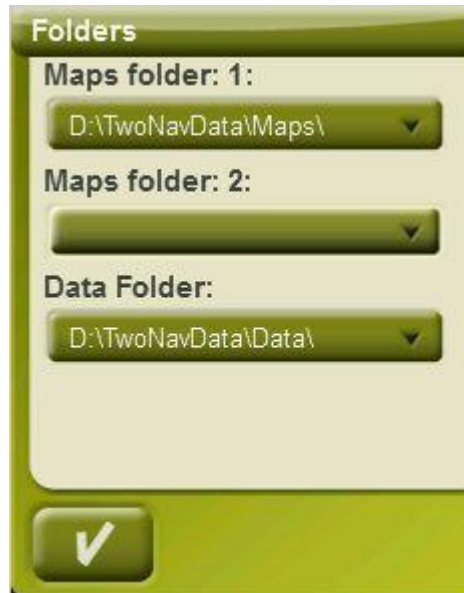 Folders
Maps folder: 1:
D:\TwoNavData\Maps\
Maps folder: 2:
Data Folder:
D:\TwoNavData\Data\